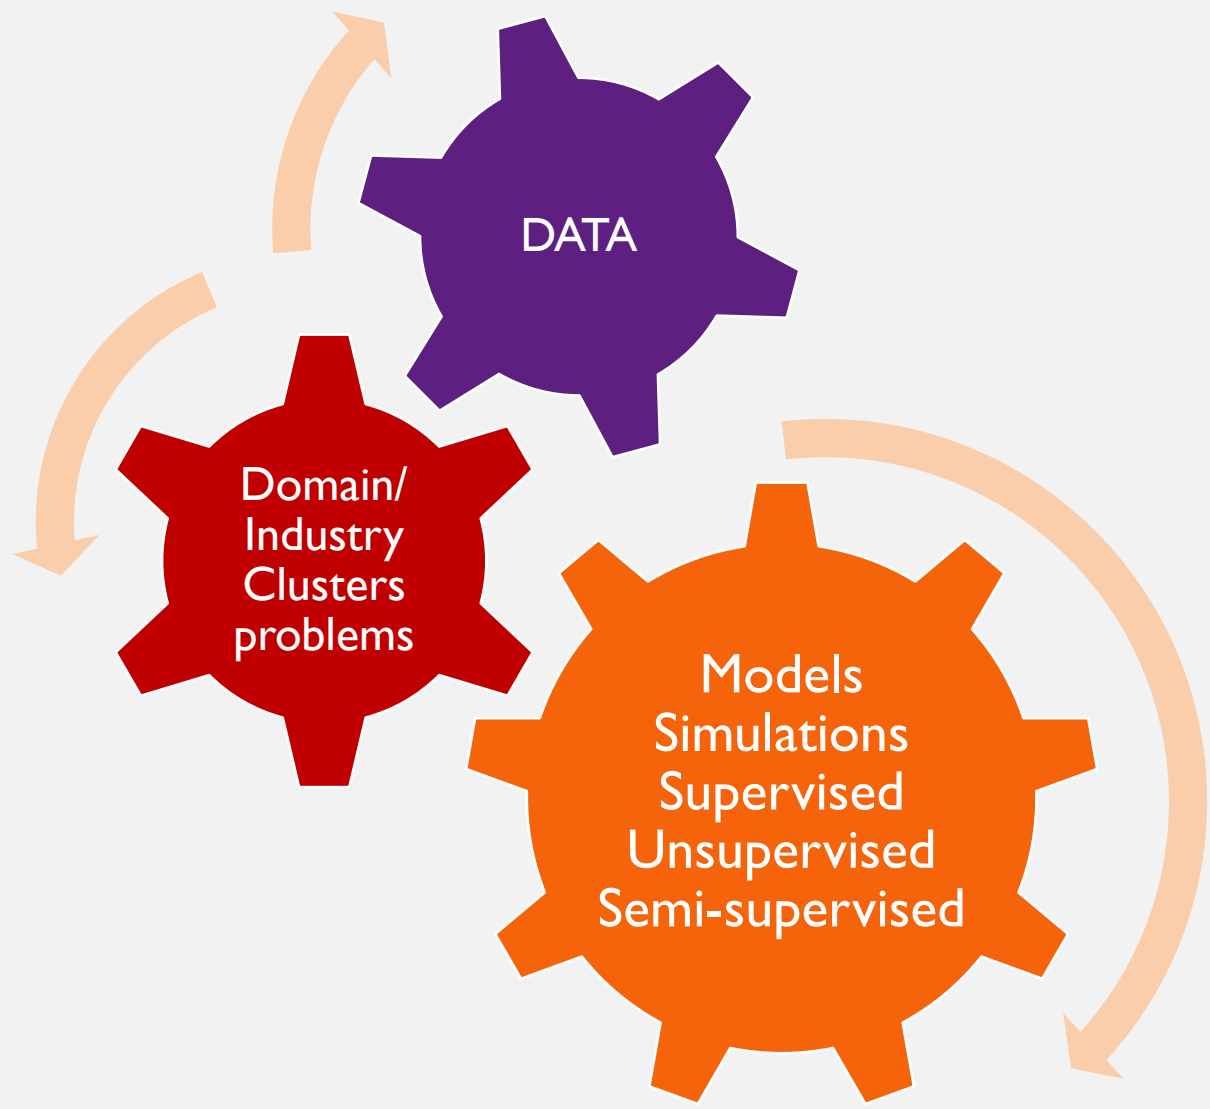 DATA
Domain/
Industry
Clusters
problems
Models
Simulations
Supervised
Unsupervised
Semi-supervised